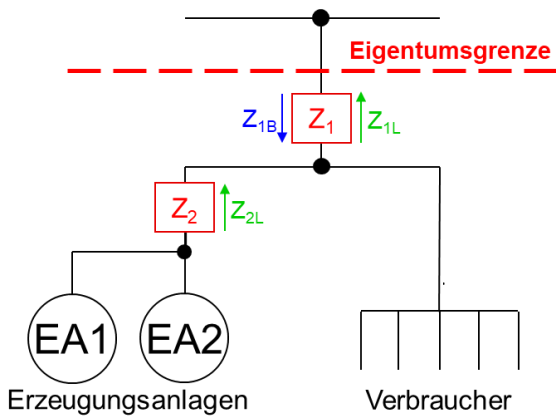 Eigentumsgrenze
Z1B Z1 Z1L
Z2 Z2L
EA1 EA2
Erzeugungsanlagen Verbraucher